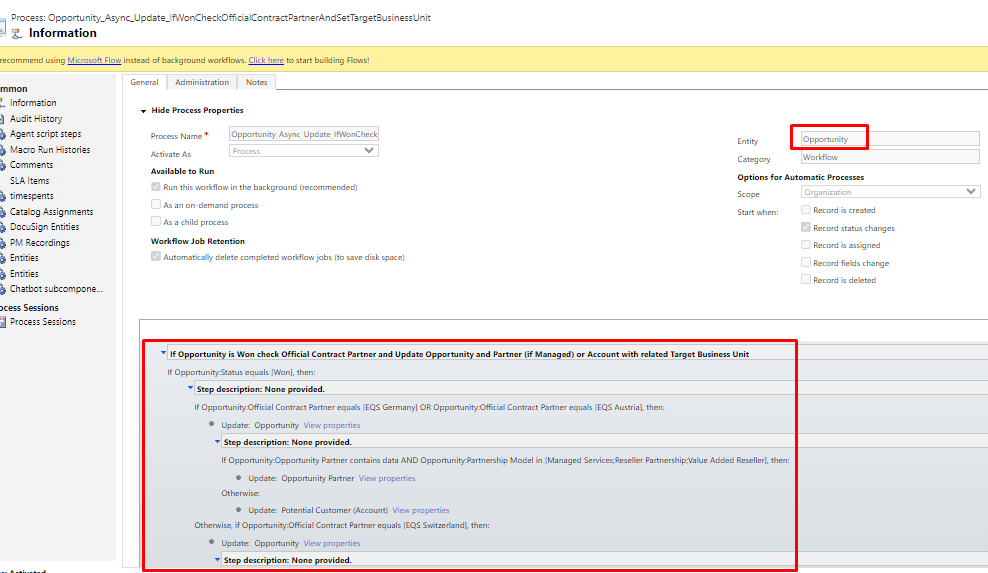 Process: Opportunity_Async_Update_IfWonCheckOfficialContractPartnerAndSetTargetBusinessUnit
Information
recommend using Microsoft Flow instead of background workflows. Click here to start building Flows!
mmon
Information
Audit History
Agent script steps
Macro Run Histories
Comments
SLA Items
timespents
Catalog Assignments
DocuSign Entities
PM Recordings
Entities
Entities
Chatbot subcompone...
ocess Sessions
Process Sessions
General Administration Notes
Hide Process Properties
Process Name * Opportunity_Async_Update_IfWonCheck
Activate As Process
Available to Run
Run this workflow in the background (recommended)
As an on-demand process
As a child process
Workflow Job Retention
Automatically delete completed workflow jobs (to save disk space)
Entity Opportunity
Category Workflow
Options for Automatic Processes
Scope Organization
Start when: Record is created
Record status changes
Record is assigned
Record fields change
Record is deleted
If Opportunity is Won check Official Contract Partner and Update Opportunity and Partner (if Managed) or Account with related Target Business Unit
If Opportunity:Status equals [Won], then:
Step description: None provided.
If Opportunity:Official Contract Partner equals [EQS Germany] OR Opportunity:Official Contract Partner equals [EQS Austria], then:
Update: Opportunity View properties
Step description: None provided.
If Opportunity:Opportunity Partner contains data AND Opportunity:Partnership Model in [Managed Services;Reseller Partnership;Value Added Reseller], then:
Update: Opportunity Partner View properties
Otherwise:
Update: Potential Customer (Account) View properties
Otherwise, if Opportunity:Official Contract Partner equals [EQS Switzerland], then:
Update: Opportunity View properties
Step description: None provided.